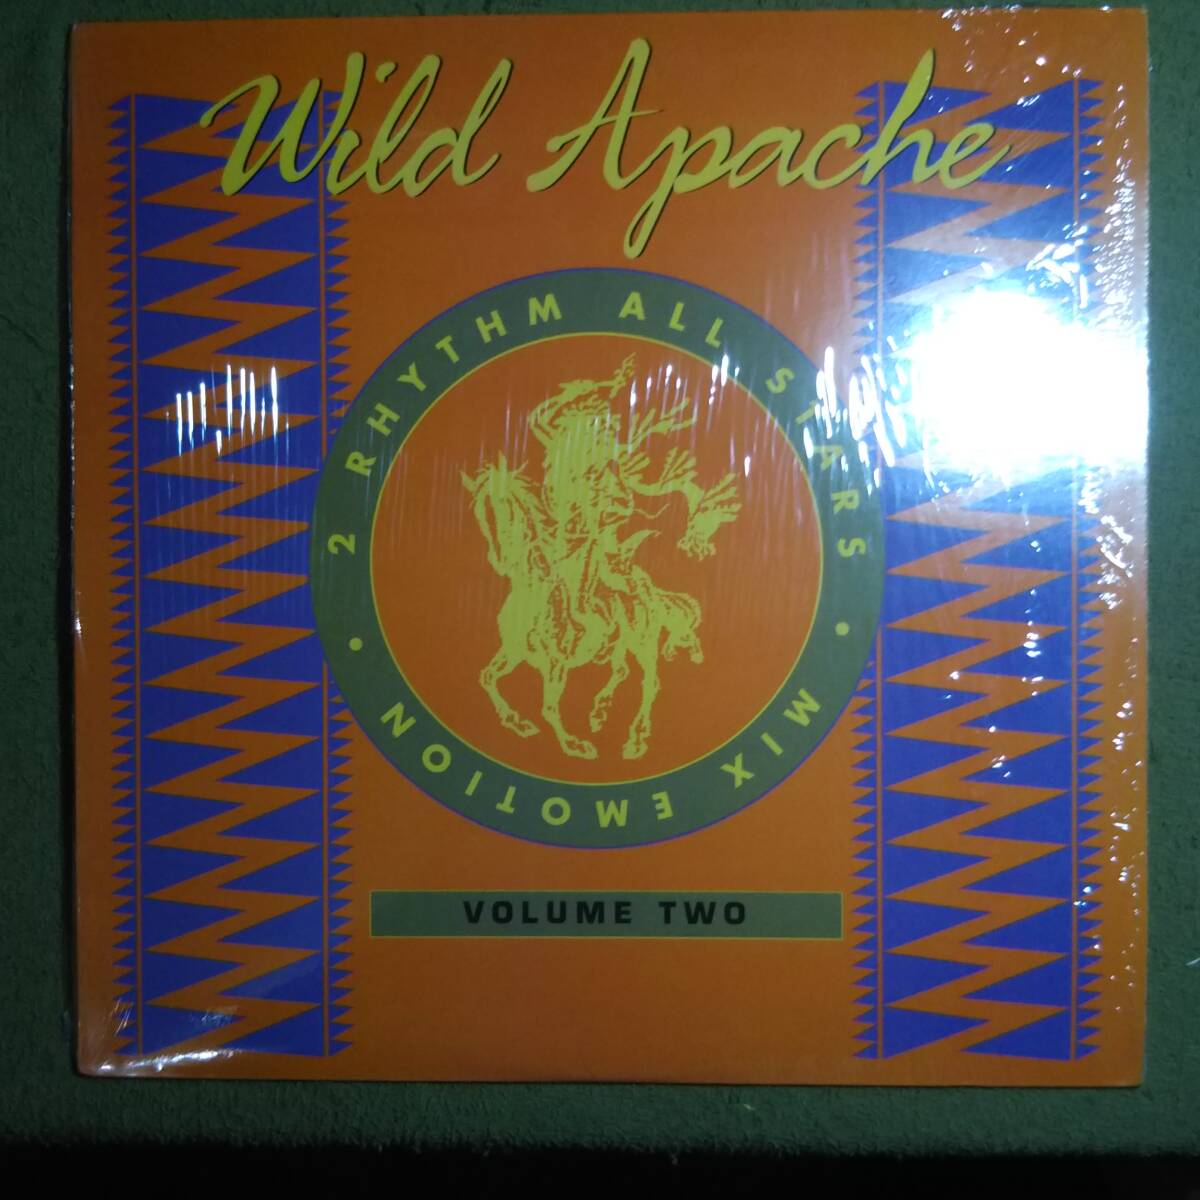 Wild Apache
2 RHYTHM ALL STARS • MIX EMOTION •
VOLUME TWO